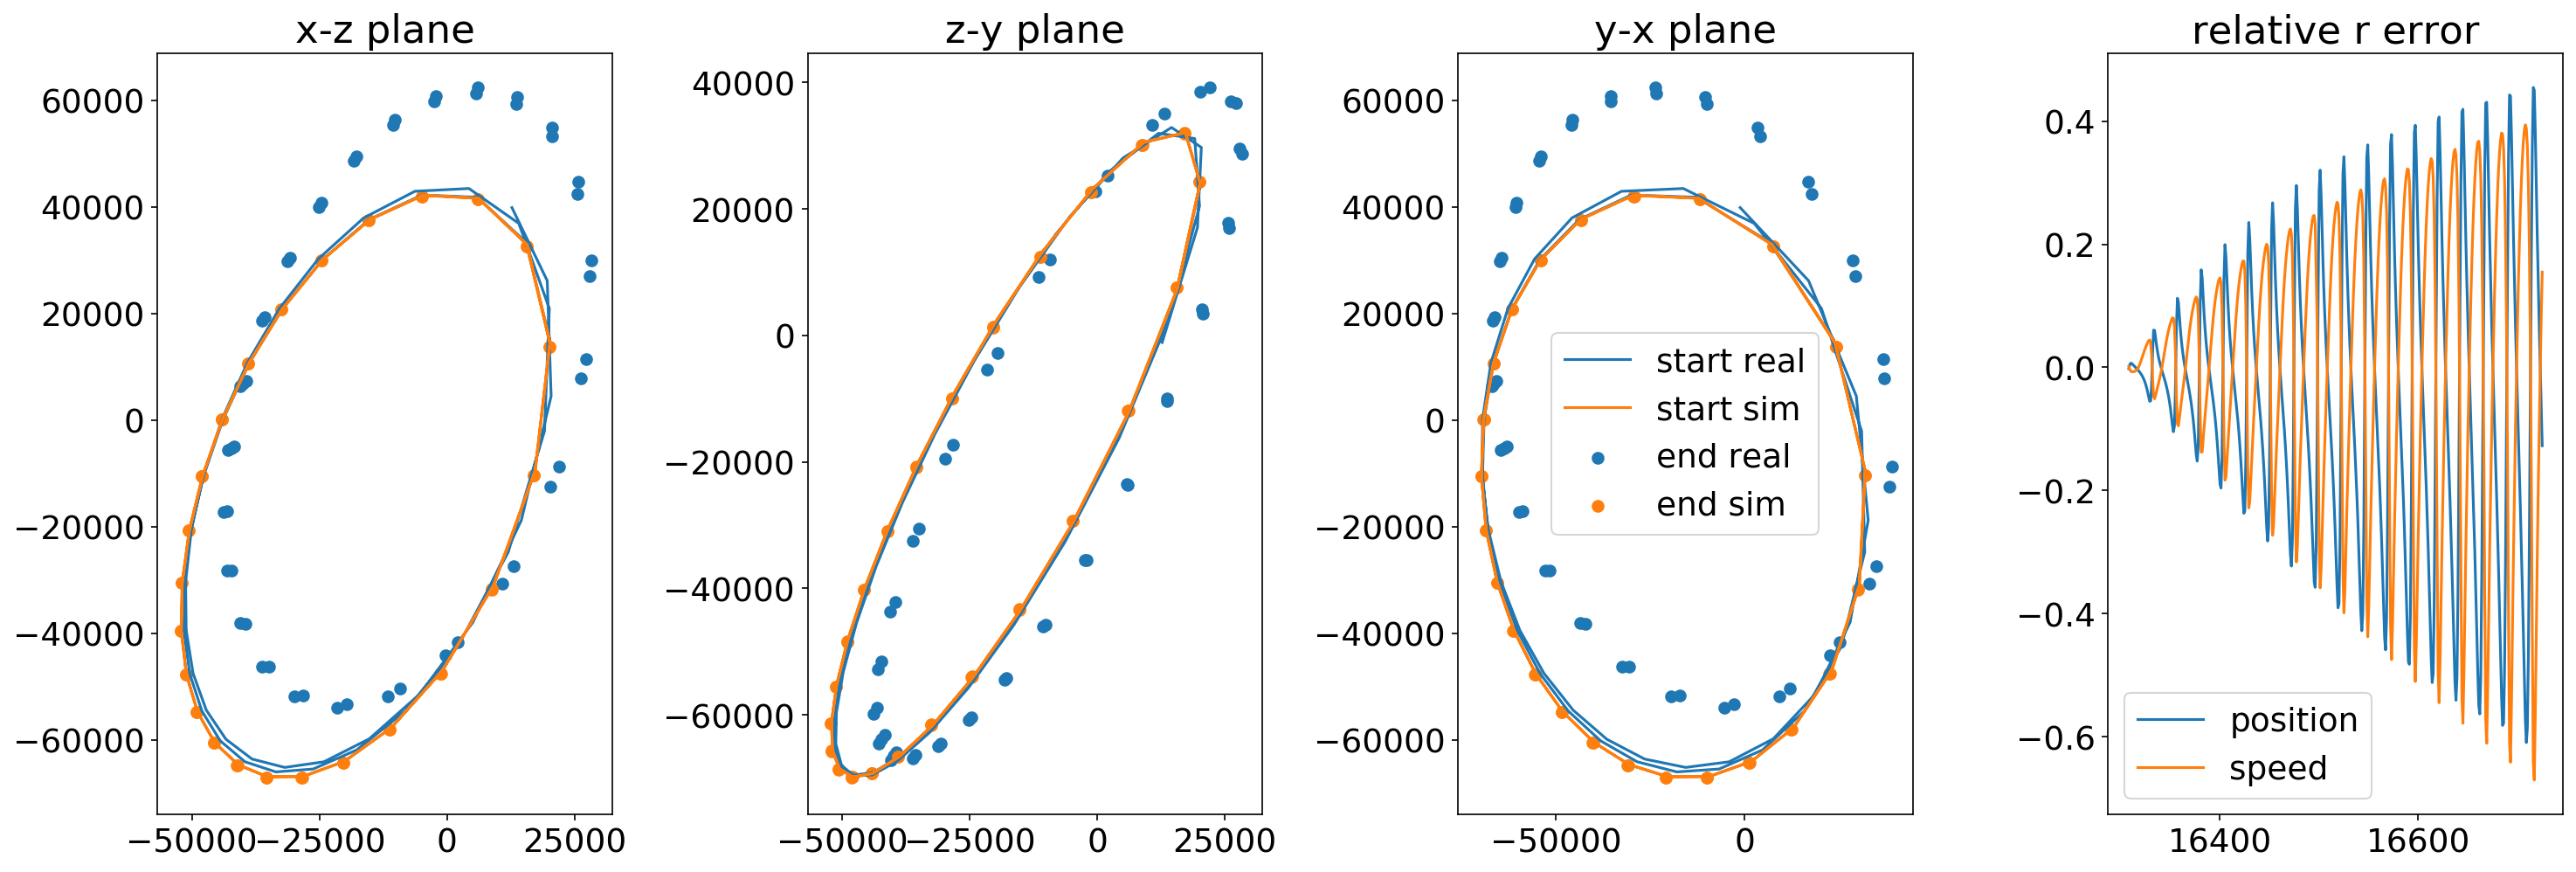 x-z plane
60000
40000
20000
0
−20000
−40000
−60000
−50000 −25000 0 25000
z-y plane
40000
20000
0
−20000
−40000
−60000
−50000 −25000 0 25000
y-x plane
60000
40000
20000
0
−20000
−40000
−60000
−50000 0
start real
start sim
end real
end sim
relative r error
0.4
0.2
0.0
−0.2
−0.4
−0.6
16400 16600
position
speed